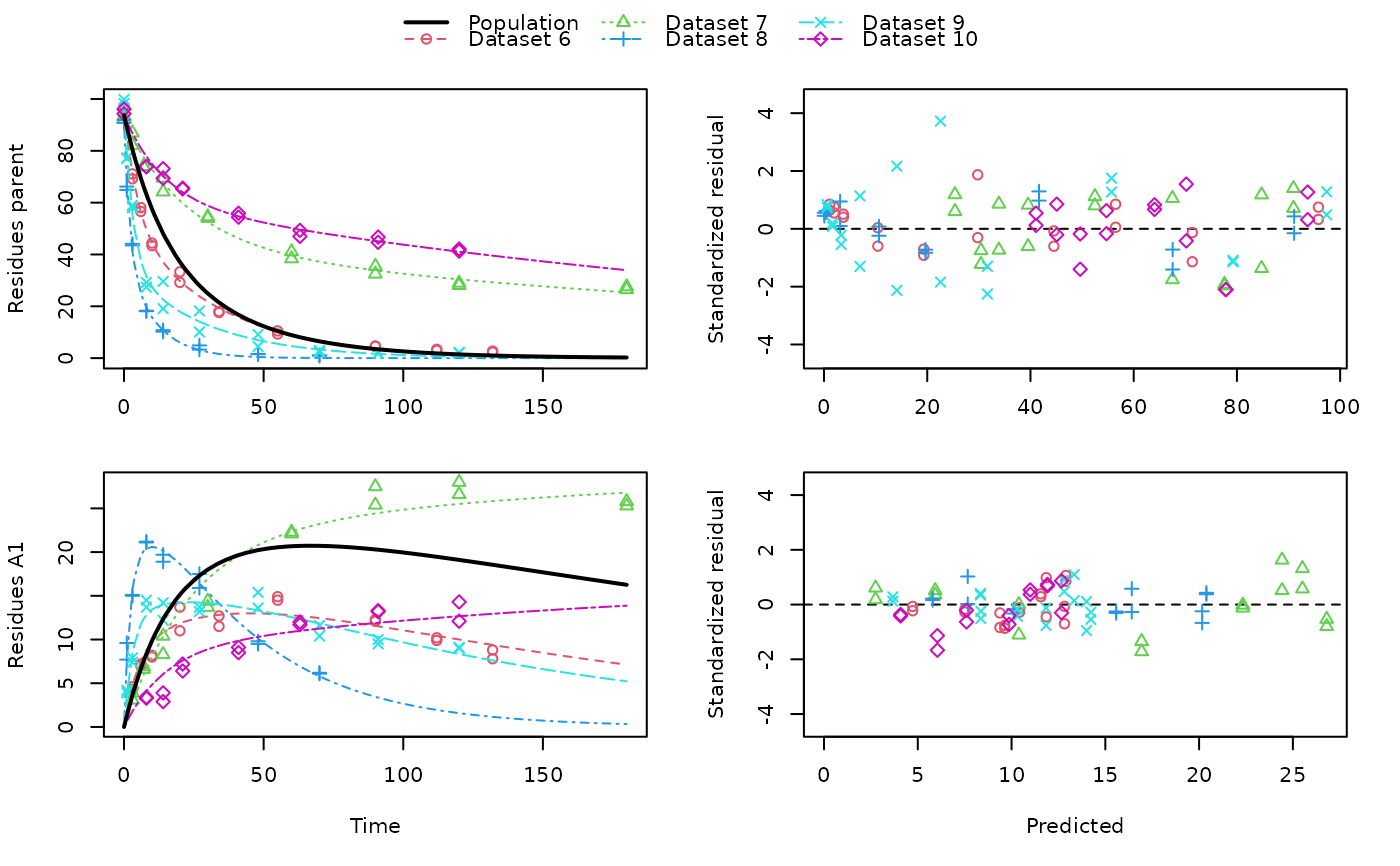 Population Dataset 7 Dataset 9
Dataset 6 Dataset 8 Dataset 10
Residues parent
0 20 40 60 80
0 50 100 150
Standardized residual
-4 -2 0 2 4
0 20 40 60 80 100
Residues A1
0 5 10 20
0 50 100 150
Time
Standardized residual
-4 -2 0 2 4
0 5 10 15 20 25
Predicted